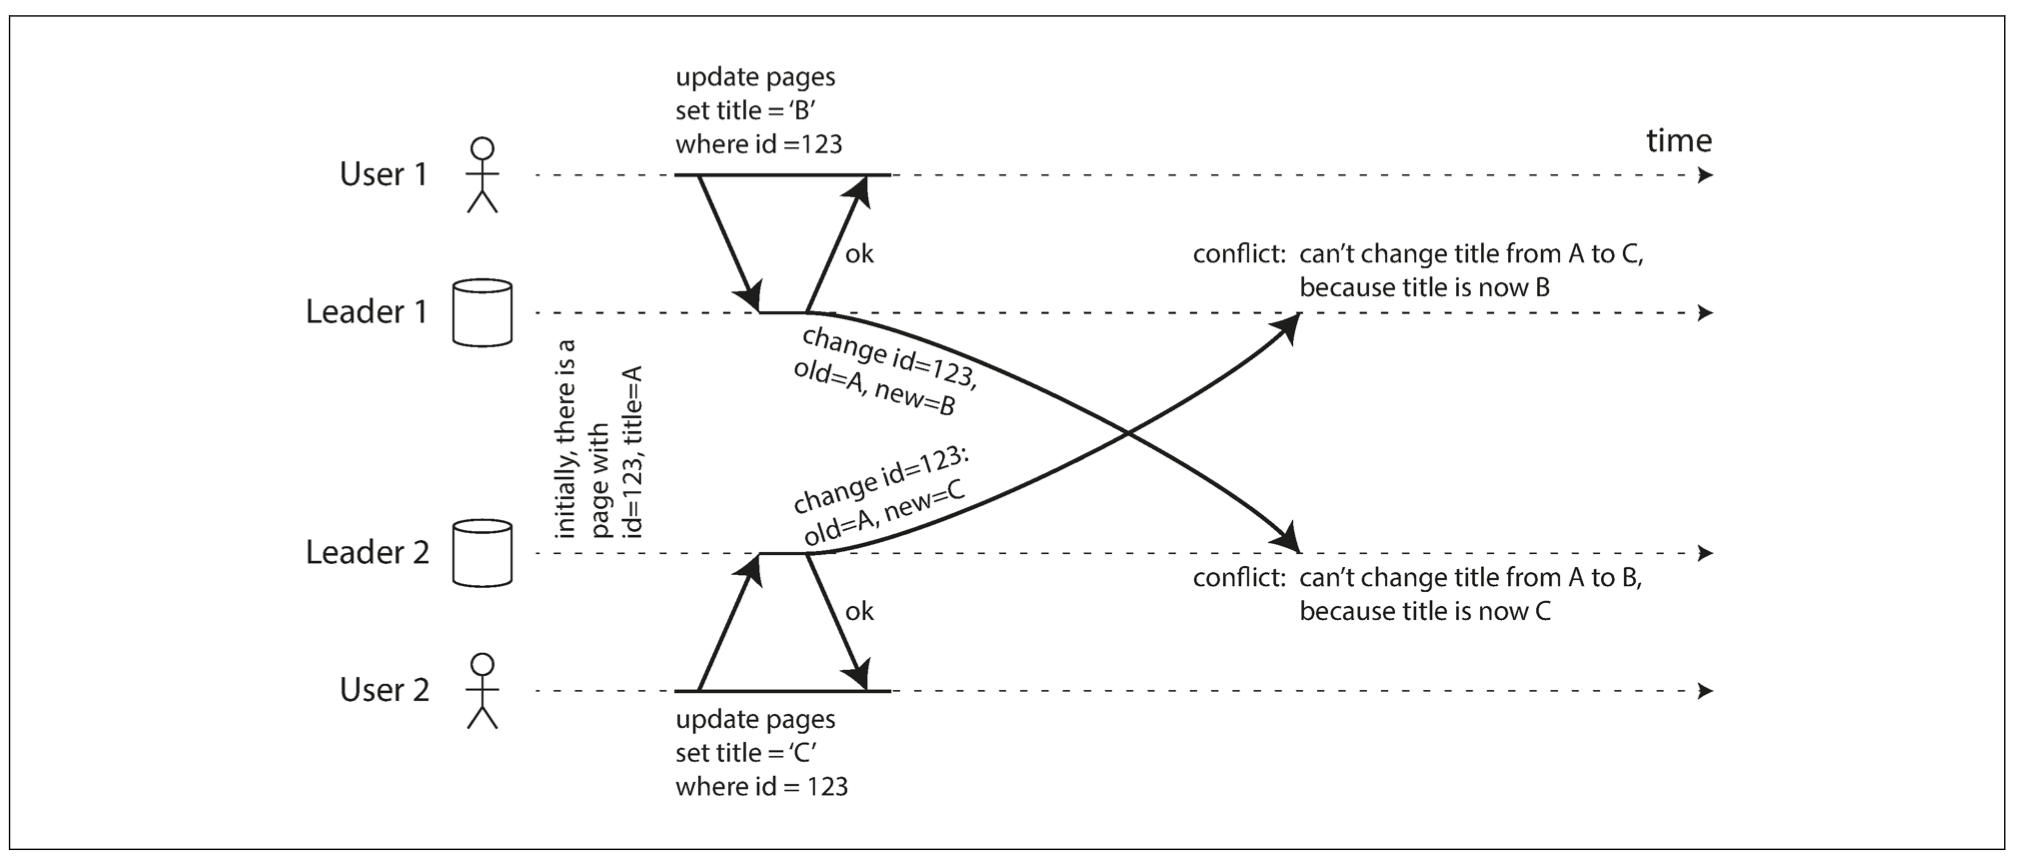 update pages
set title = ‘B’
where id =123
time
User 1
ok
conflict: can’t change title from A to C,
because title is now B
Leader 1
change id=123,
old=A, new=B
initially, there is a
page with
id=123, title=A
change id=123:
old=A, new=C
Leader 2
conflict: can’t change title from A to B,
because title is now C
ok
User 2
update pages
set title = ‘C’
where id = 123